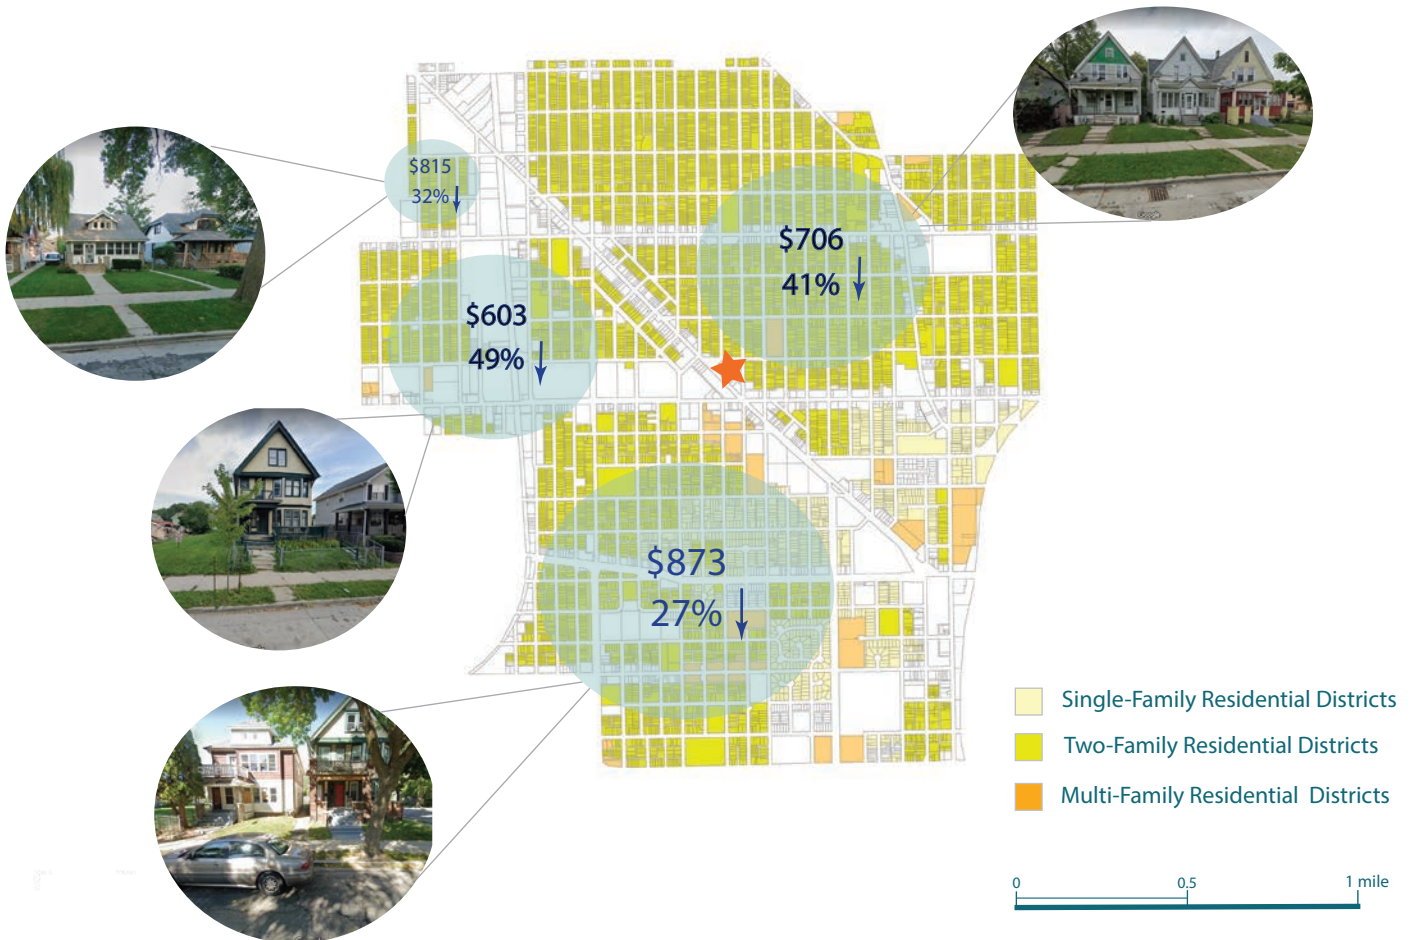 $815
32%
$706
41%
$603
49%
$873
27%
Single-Family Residential Districts
Two-Family Residential Districts
Multi-Family Residential Districts
0 0.5 1 mile